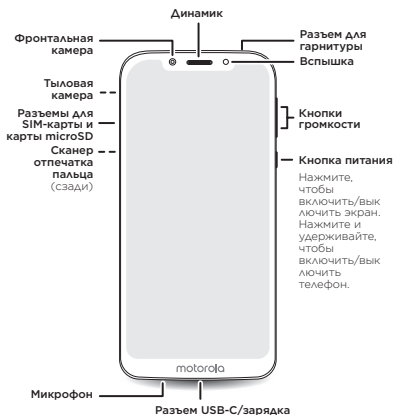 Динамик
Фронтальная
камера
Разъем для
гарнитуры
Вспышка
Тыловая
камера
Разъемы для
SIM-карты и
карты microSD
Кнопки
громкости
Сканер
отпечатка
пальца
(сзади)
Кнопка питания
Нажмите,
чтобы
включить/вык
лючить экран.
Нажмите и
удерживайте,
чтобы
включить/вык
лючить
телефон.
motorola
Микрофон
Разъем USB-C/зарядка